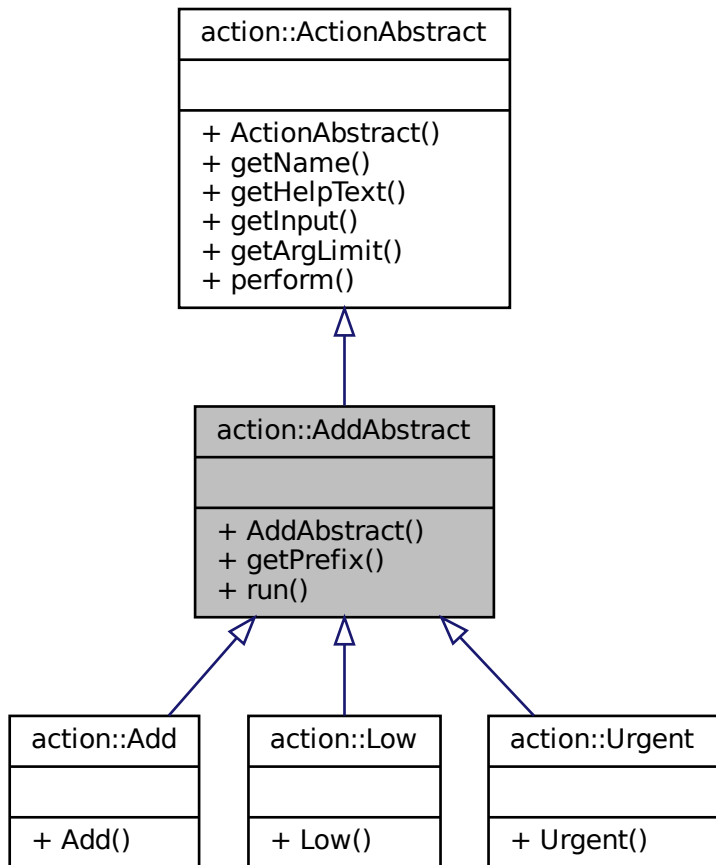 action::ActionAbstract
+ ActionAbstract()
+ getName()
+ getHelpText()
+ getInput()
+ getArgLimit()
+ perform()
action::AddAbstract
+ AddAbstract()
+ getPrefix()
+ run()
action::Add
+ Add()
action::Low
+ Low()
action::Urgent
+ Urgent()